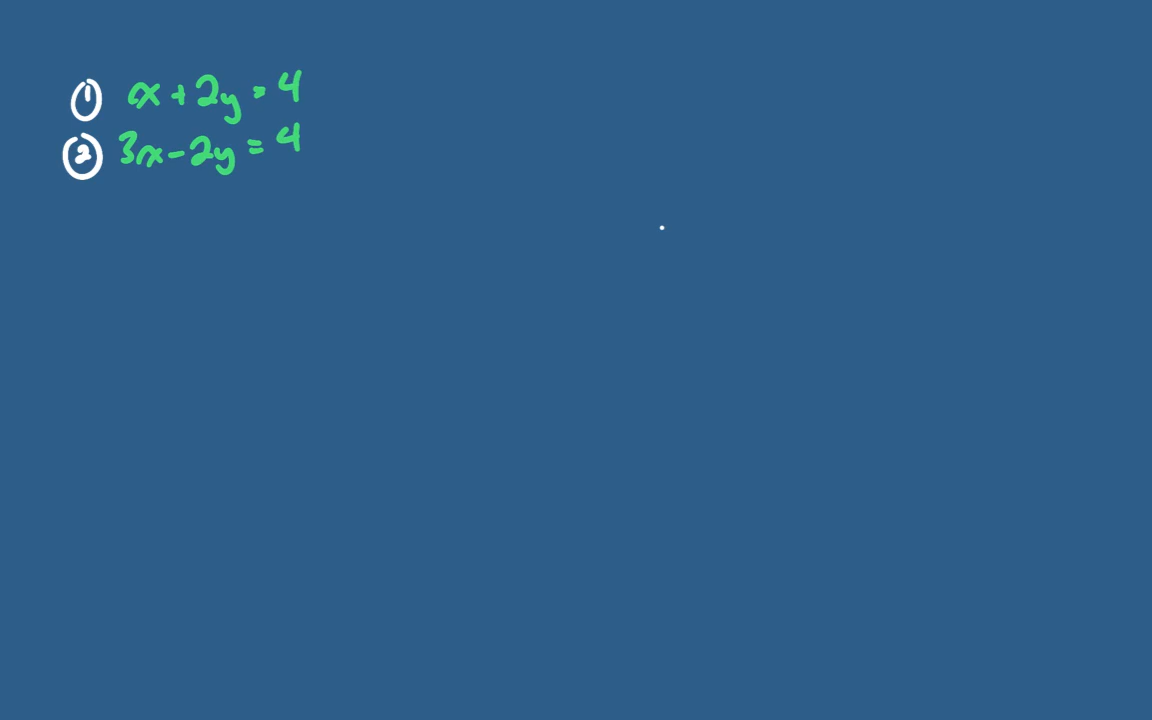 ① x + 2y = 4
② 3x - 2y = 4